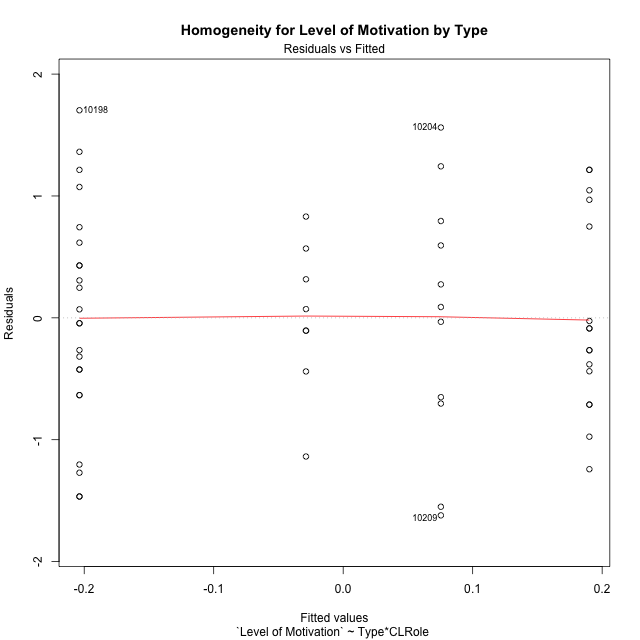 Homogeneity for Level of Motivation by Type
Residuals vs Fitted
2
10198
10204
1
Residuals
0
-1
10209
-2
-0.2 -0.1 0.0 0.1 0.2
Fitted values
`Level of Motivation` ~ Type*CLRole